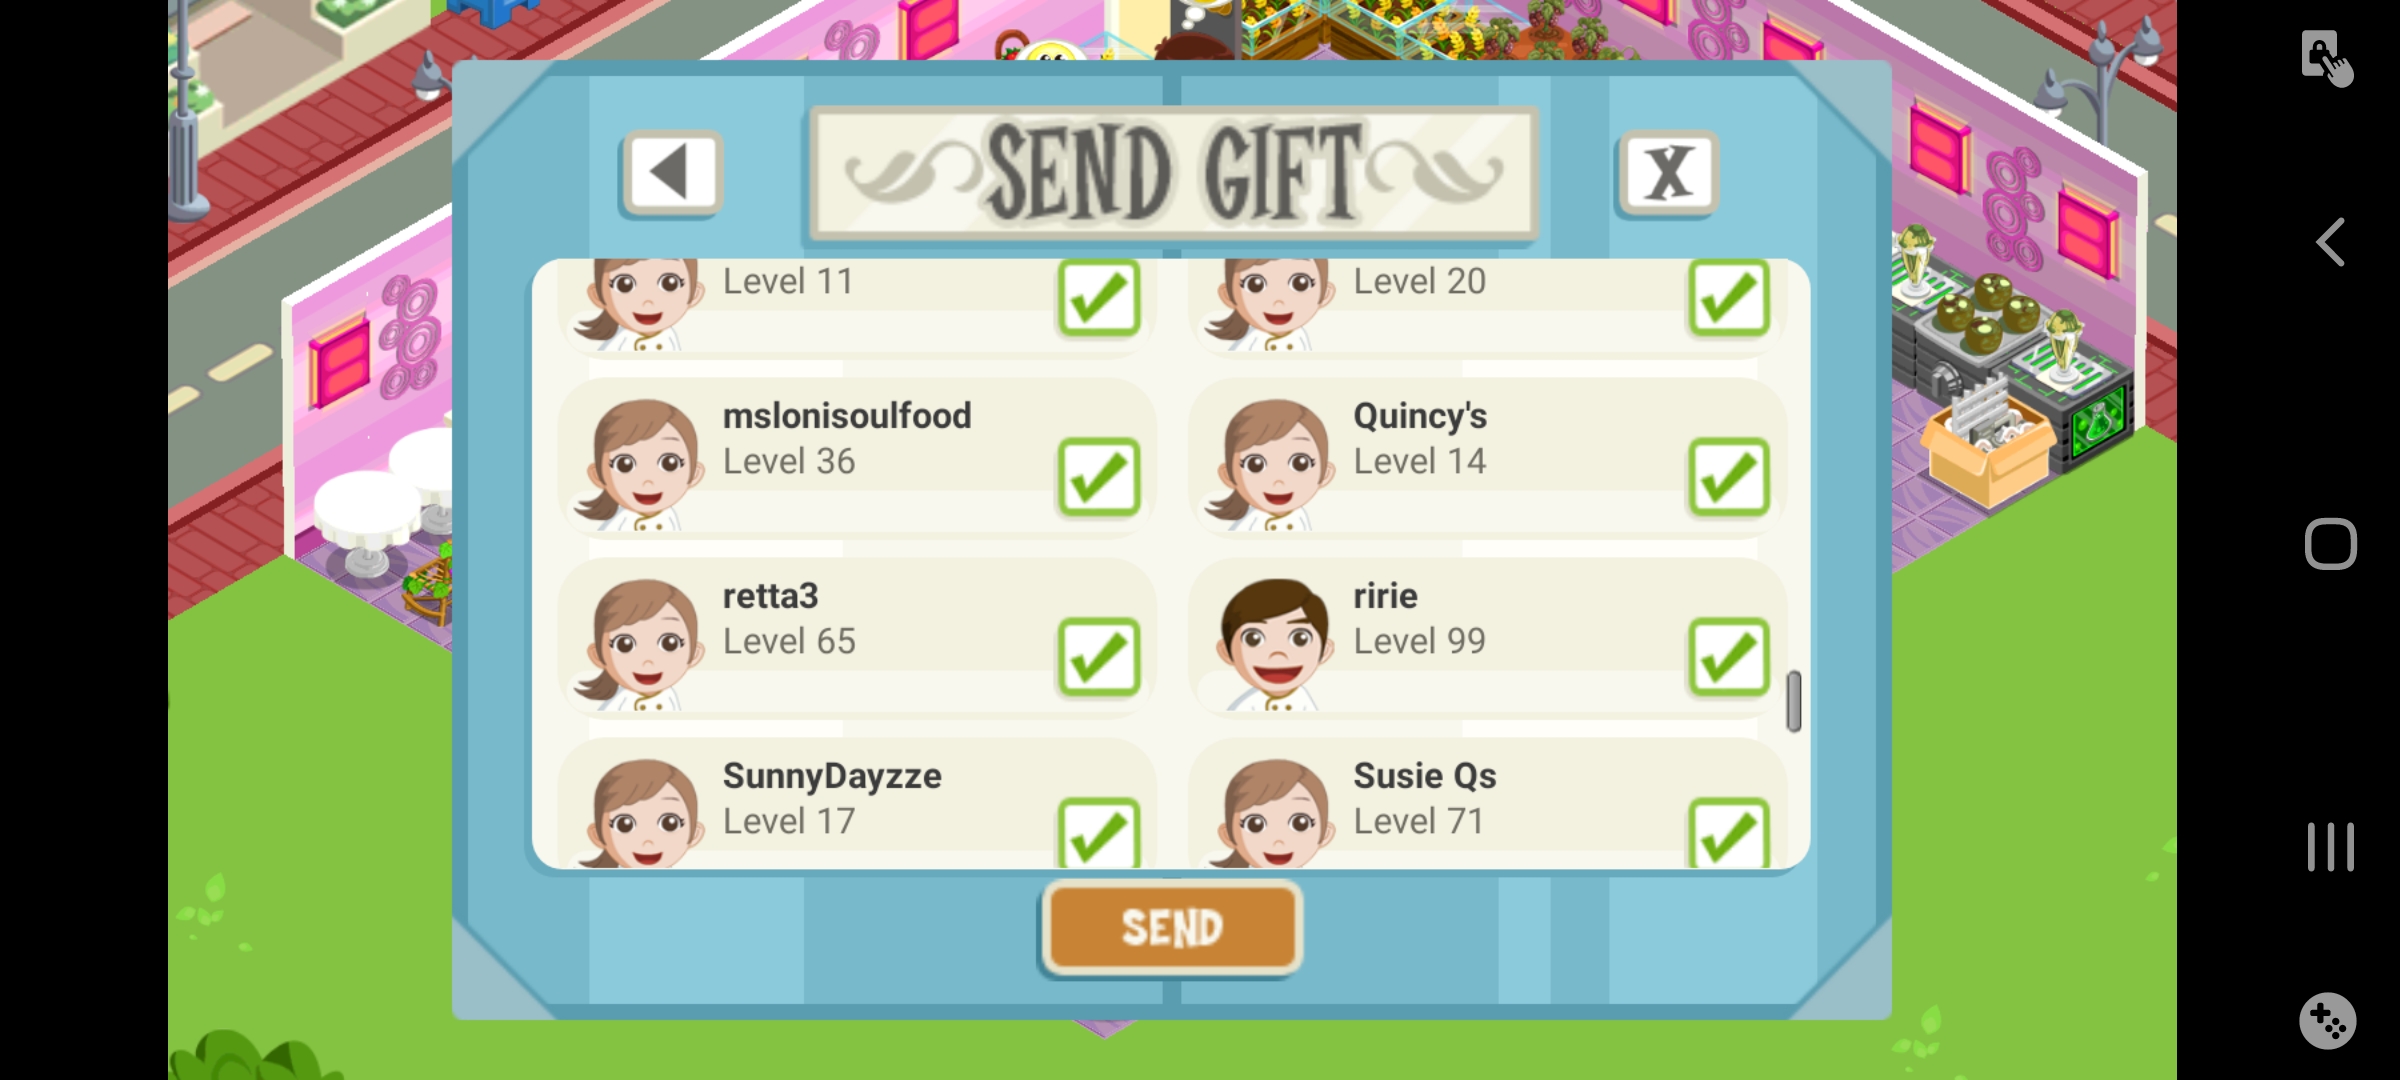 SEND GIFT
X
Level 11
Level 20
mslonisoulfood
Level 36
Quincy's
Level 14
retta3
Level 65
ririe
Level 99
SunnyDayzze
Level 17
Susie Qs
Level 71
SEND